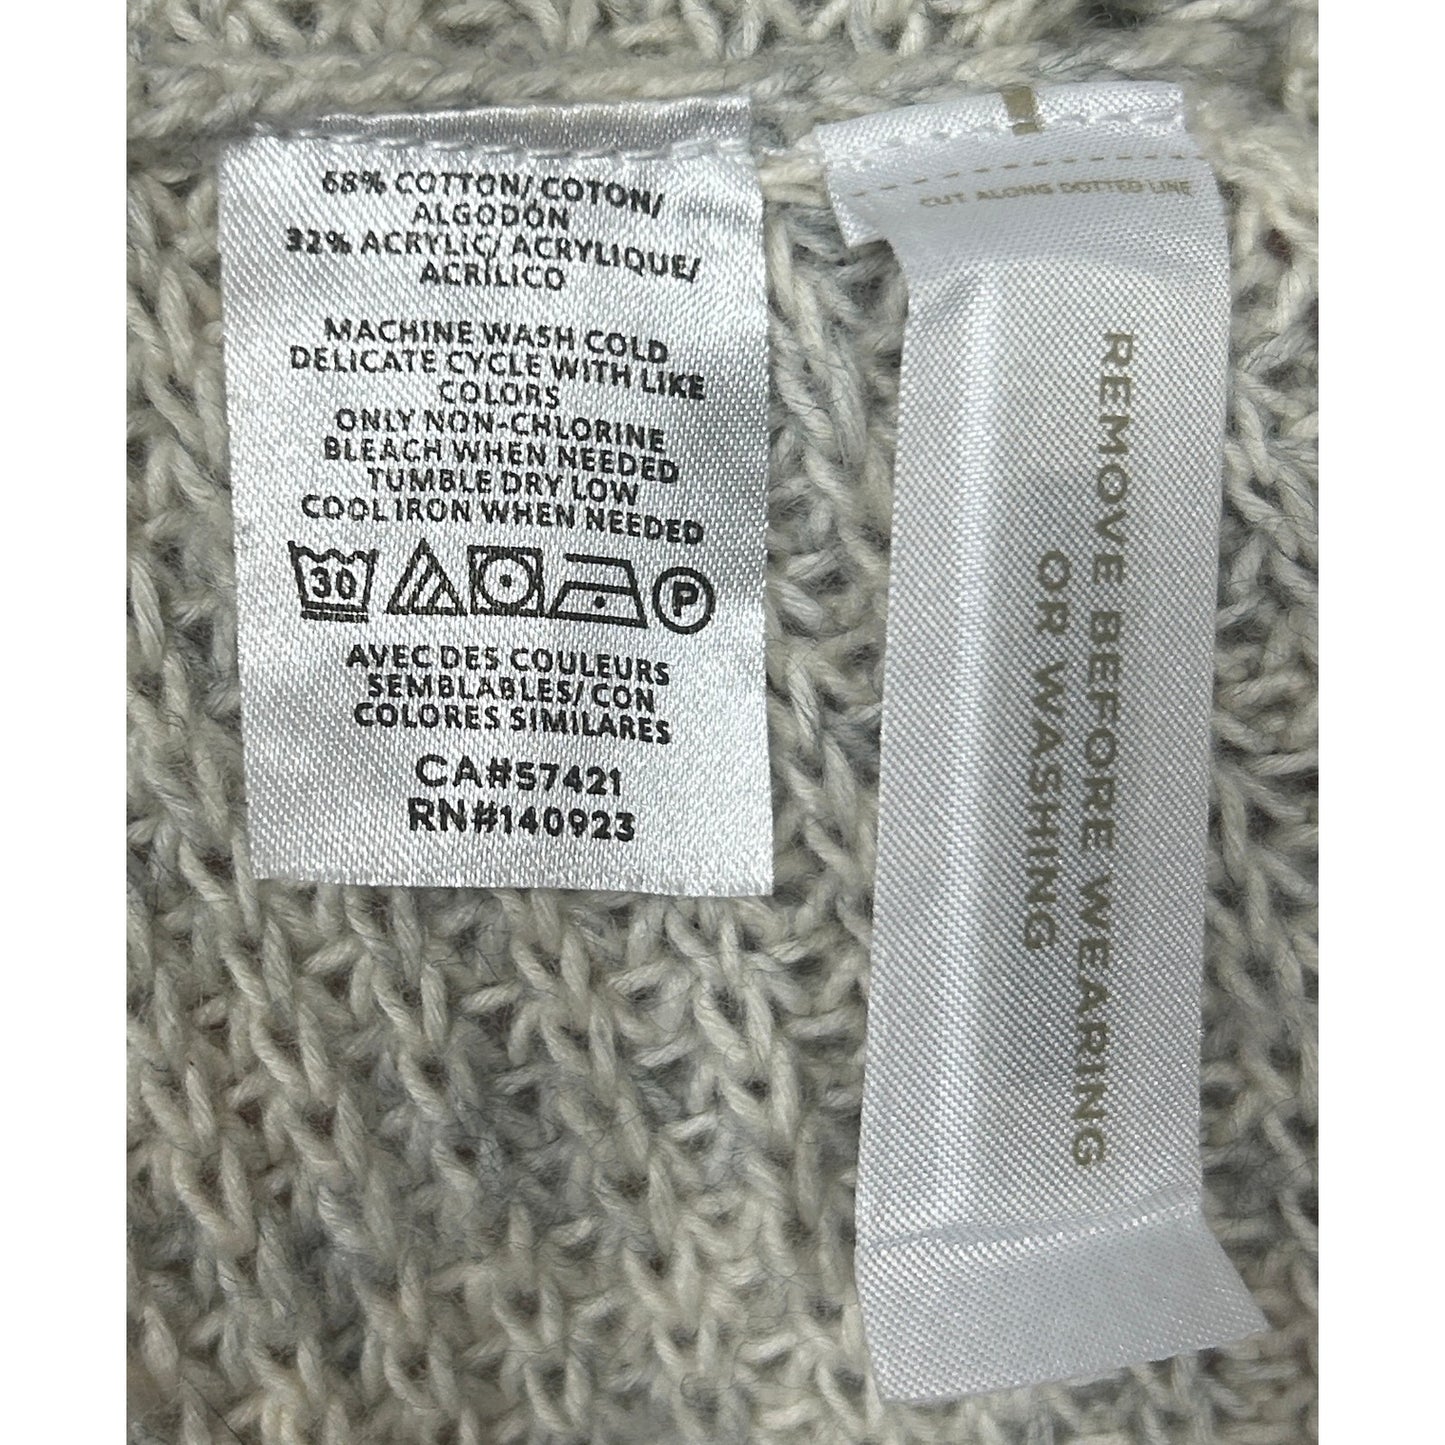 68% COTTON/COTON/
ALGODÓN
32% ACRYLIC/ACRYLIQUE/
ACRÍLICO
MACHINE WASH COLD
DELICATE CYCLE WITH LIKE
COLORS
ONLY NON-CHLORINE
BLEACH WHEN NEEDED
TUMBLE DRY LOW
COOL IRON WHEN NEEDED
30 P
AVEC DES COULEURS
SEMBLABLES/CON
COLORES SIMILARES
CA#57421
RN#140923
CUT ALONG DOTTED LINE
REMOVE BEFORE WEARING
OR WASHING